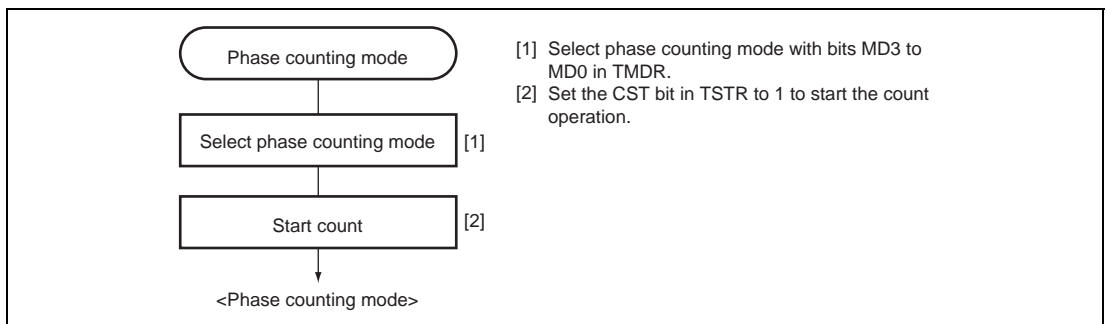 Phase counting mode
Select phase counting mode [1]
Start count [2]
<Phase counting mode>
[1] Select phase counting mode with bits MD3 to
MD0 in TMDR.
[2] Set the CST bit in TSTR to 1 to start the count
operation.